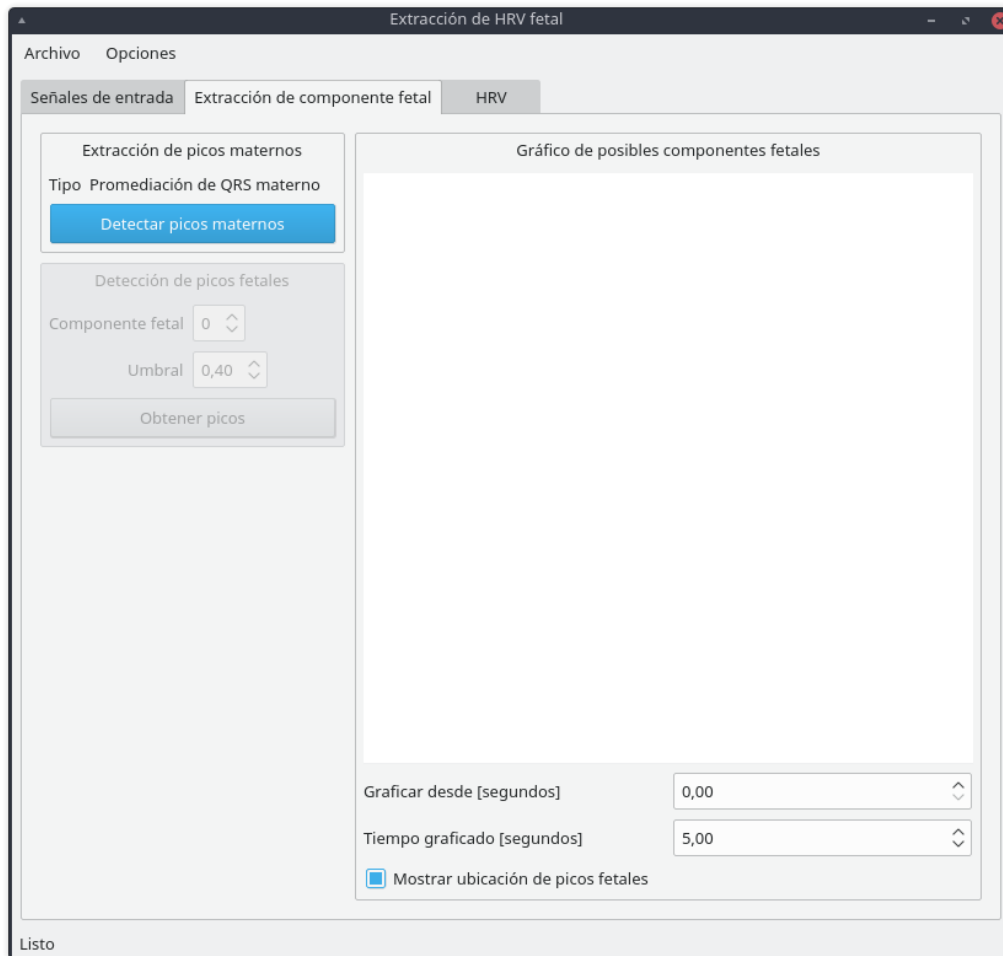 Extracción de HRV fetal
Archivo Opciones
Señales de entrada Extracción de componente fetal HRV
Extracción de picos maternos
Tipo Promediación de QRS materno
Detectar picos maternos
Detección de picos fetales
Componente fetal 0
Umbral 0,40
Obtener picos
Gráfico de posibles componentes fetales
Graficar desde [segundos] 0,00
Tiempo graficado [segundos] 5,00
Mostrar ubicación de picos fetales
Listo